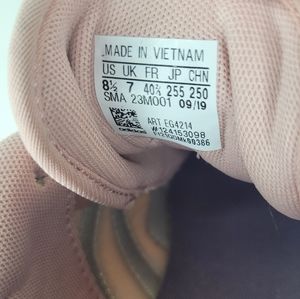 MADE IN VIETNAM
US UK FR JP CHN
8½ 7 40⅔ 255 250
SMA 23M001 09/19
ART EG4214
#124153098
adidas